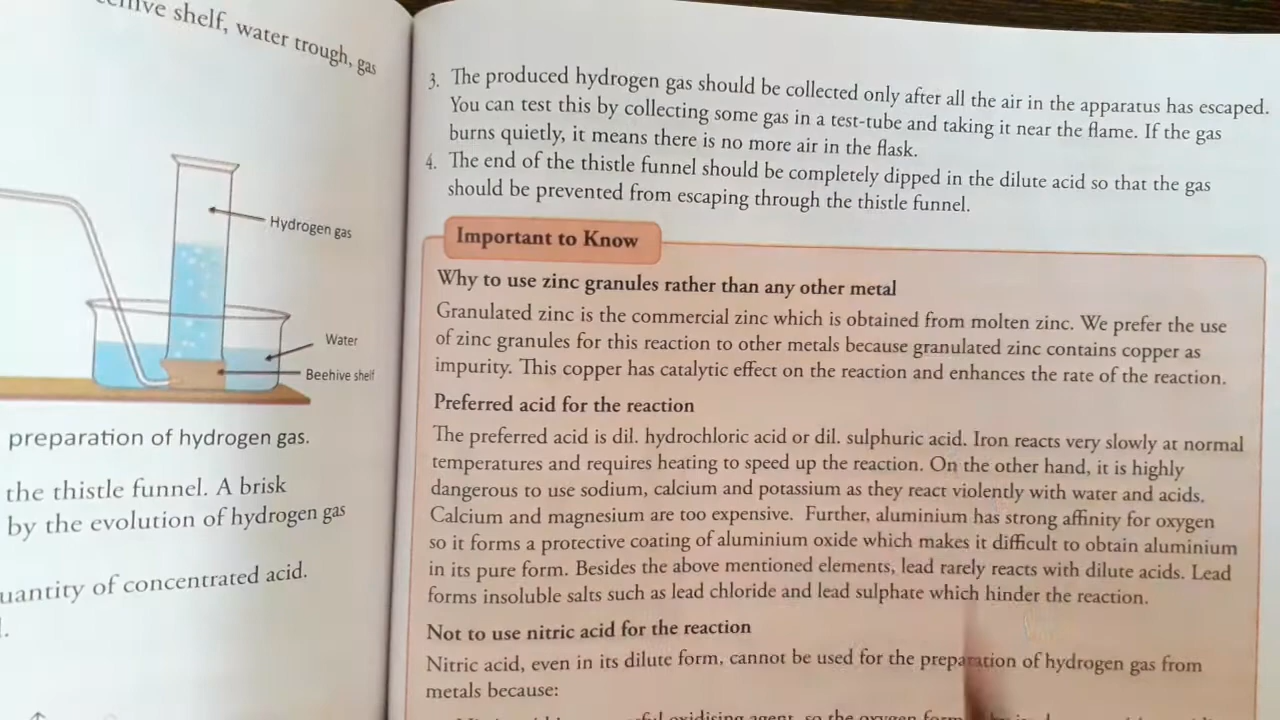 shelf, water trough, gas
Hydrogen gas
Water
Beehive shelf
preparation of hydrogen gas.
the thistle funnel. A brisk
by the evolution of hydrogen gas
quantity of concentrated acid.
3. The produced hydrogen gas should be collected only after all the air in the apparatus has escaped.
You can test this by collecting some gas in a test-tube and taking it near the flame. If the gas
burns quietly, it means there is no more air in the flask.
4. The end of the thistle funnel should be completely dipped in the dilute acid so that the gas
should be prevented from escaping through the thistle funnel.
Important to Know
Why to use zinc granules rather than any other metal
Granulated zinc is the commercial zinc which is obtained from molten zinc. We prefer the use
of zinc granules for this reaction to other metals because granulated zinc contains copper as
impurity. This copper has catalytic effect on the reaction and enhances the rate of the reaction.
Preferred acid for the reaction
The preferred acid is dil. hydrochloric acid or dil. sulphuric acid. Iron reacts very slowly at normal
temperatures and requires heating to speed up the reaction. On the other hand, it is highly
dangerous to use sodium, calcium and potassium as they react violently with water and acids.
Calcium and magnesium are too expensive. Further, aluminium has strong affinity for oxygen
so it forms a protective coating of aluminium oxide which makes it difficult to obtain aluminium
in its pure form. Besides the above mentioned elements, lead rarely reacts with dilute acids. Lead
forms insoluble salts such as lead chloride and lead sulphate which hinder the reaction.
Not to use nitric acid for the reaction
Nitric acid, even in its dilute form, cannot be used for the preparation of hydrogen gas from
metals because:
oxidising agent, so the oxygen